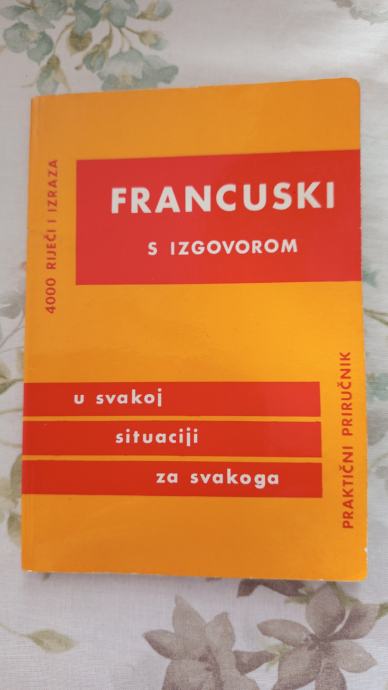 4000 RIJEČI I IZRAZA
FRANCUSKI
S IZGOVOROM
u svakoj
situaciji
za svakoga
PRAKTIČNI PRIRUČNIK